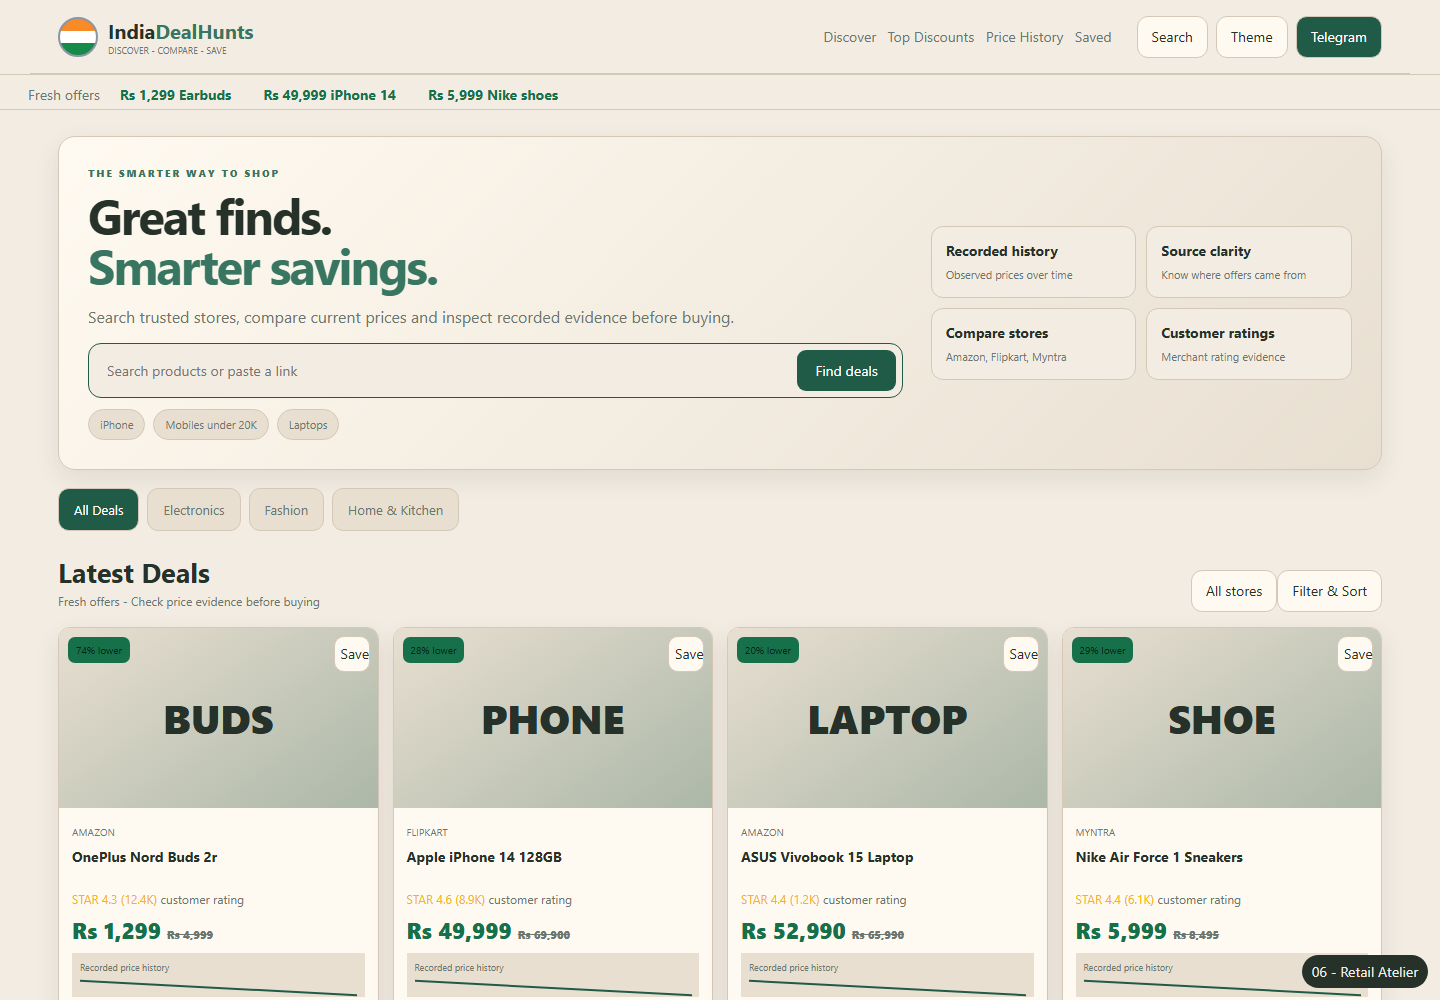 IndiaDealHunts
DISCOVER - COMPARE - SAVE
Discover Top Discounts Price History Saved Search Theme Telegram
Fresh offers Rs 1,299 Earbuds Rs 49,999 iPhone 14 Rs 5,999 Nike shoes
THE SMARTER WAY TO SHOP
Great finds.
Smarter savings.
Search trusted stores, compare current prices and inspect recorded evidence before buying.
Search products or paste a link Find deals
iPhone Mobiles under 20K Laptops
Recorded history
Observed prices over time
Source clarity
Know where offers came from
Compare stores
Amazon, Flipkart, Myntra
Customer ratings
Merchant rating evidence
All Deals Electronics Fashion Home & Kitchen
Latest Deals
Fresh offers - Check price evidence before buying
All stores Filter & Sort
74% lower Save
BUDS
AMAZON
OnePlus Nord Buds 2r
STAR 4.3 (12.4K) customer rating
Rs 1,299 Rs 4,999
Recorded price history
28% lower Save
PHONE
FLIPKART
Apple iPhone 14 128GB
STAR 4.6 (8.9K) customer rating
Rs 49,999 Rs 69,900
Recorded price history
20% lower Save
LAPTOP
AMAZON
ASUS Vivobook 15 Laptop
STAR 4.4 (1.2K) customer rating
Rs 52,990 Rs 65,990
Recorded price history
29% lower Save
SHOE
MYNTRA
Nike Air Force 1 Sneakers
STAR 4.4 (6.1K) customer rating
Rs 5,999 Rs 8,495
Recorded price history
06 - Retail Atelier